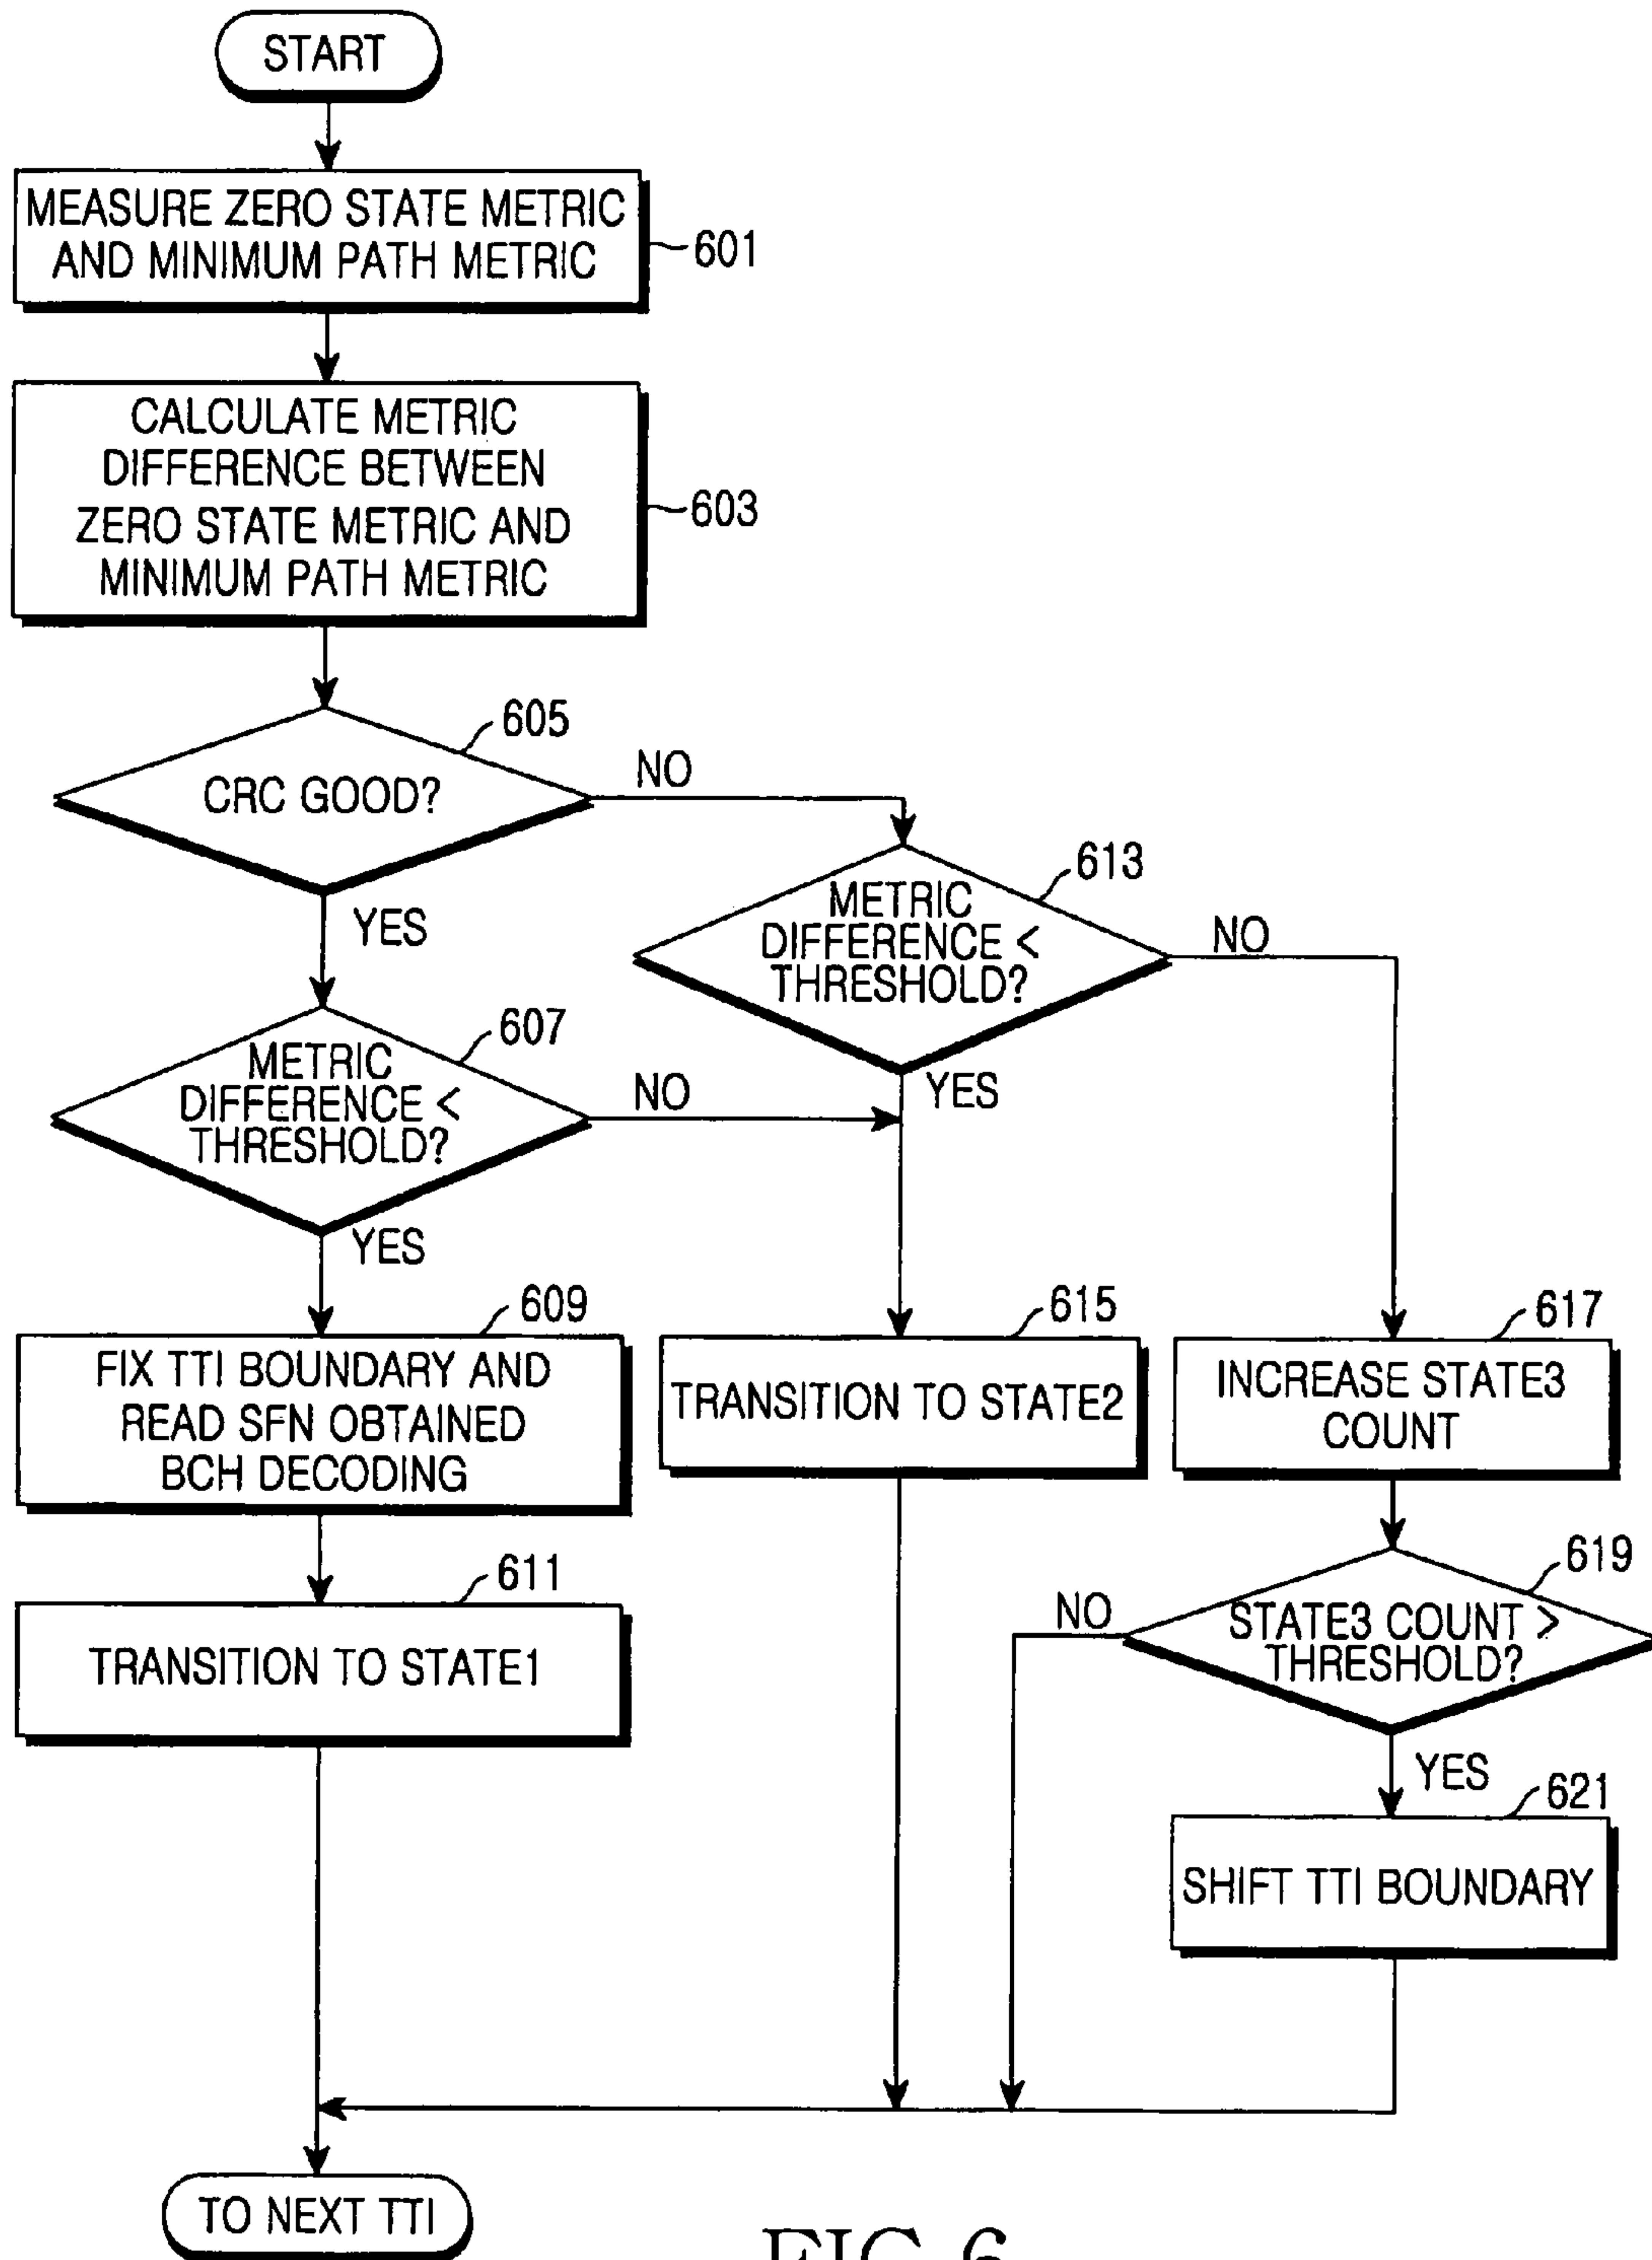 START
MEASURE ZERO STATE METRIC
AND MINIMUM PATH METRIC
601
CALCULATE METRIC
DIFFERENCE BETWEEN
ZERO STATE METRIC AND
MINIMUM PATH METRIC
603
605
CRC GOOD?
NO
YES
613
METRIC
DIFFERENCE <
THRESHOLD?
NO
YES
607
METRIC
DIFFERENCE <
THRESHOLD?
NO
YES
609
FIX TTI BOUNDARY AND
READ SFN OBTAINED
BCH DECODING
615
TRANSITION TO STATE2
617
INCREASE STATE3
COUNT
611
TRANSITION TO STATE1
619
STATE3 COUNT >
THRESHOLD?
NO
YES
621
SHIFT TTI BOUNDARY
TO NEXT TTI
FIG.6